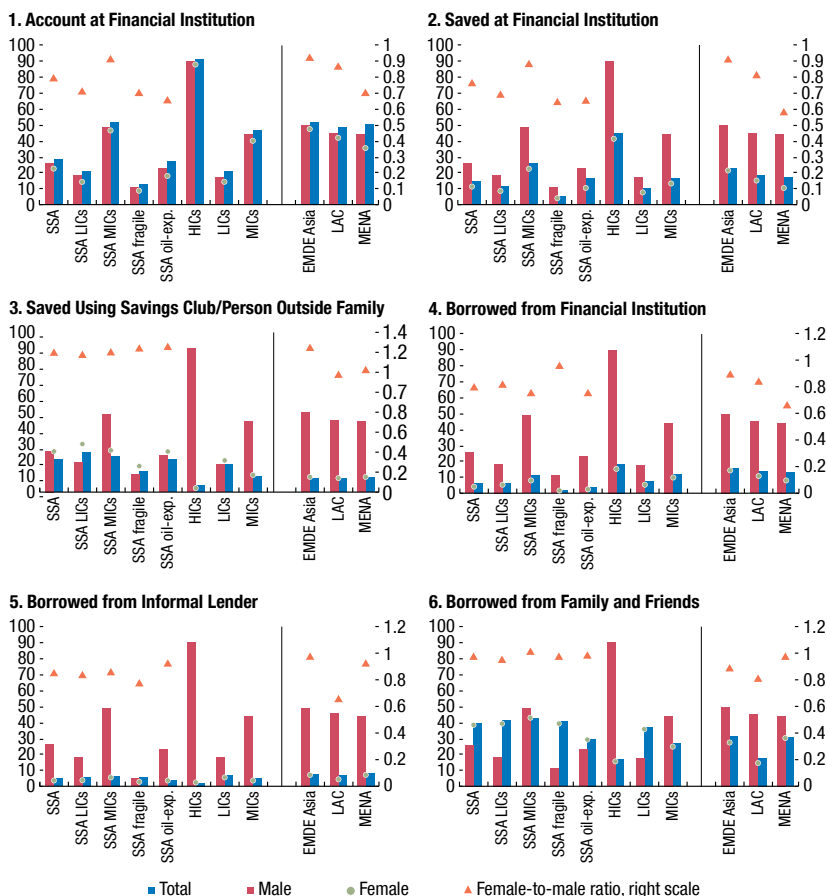 1. Account at Financial Institution
100
90
80
70
60
50
40
30
20
10
0
1
0.9
0.8
0.7
0.6
0.5
0.4
0.3
0.2
0.1
0
SSA
SSA LICs
SSA MICs
SSA fragile
SSA oil-exp.
HICs
LICs
MICs
EMDE Asia
LAC
MENA
2. Saved at Financial Institution
100
90
80
70
60
50
40
30
20
10
0
1
0.9
0.8
0.7
0.6
0.5
0.4
0.3
0.2
0.1
0
SSA
SSA LICs
SSA MICs
SSA fragile
SSA oil-exp.
HICs
LICs
MICs
EMDE Asia
LAC
MENA
3. Saved Using Savings Club/Person Outside Family
100
90
80
70
60
50
40
30
20
10
0
1.4
1.2
1
0.8
0.6
0.4
0.2
0
SSA
SSA LICs
SSA MICs
SSA fragile
SSA oil-exp.
HICs
LICs
MICs
EMDE Asia
LAC
MENA
4. Borrowed from Financial Institution
100
90
80
70
60
50
40
30
20
10
0
1.2
1
0.8
0.6
0.4
0.2
0
SSA
SSA LICs
SSA MICs
SSA fragile
SSA oil-exp.
HICs
LICs
MICs
EMDE Asia
LAC
MENA
5. Borrowed from Informal Lender
100
90
80
70
60
50
40
30
20
10
0
1.2
1
0.8
0.6
0.4
0.2
0
SSA
SSA LICs
SSA MICs
SSA fragile
SSA oil-exp.
HICs
LICs
MICs
EMDE Asia
LAC
MENA
6. Borrowed from Family and Friends
100
90
80
70
60
50
40
30
20
10
0
1.2
1
0.8
0.6
0.4
0.2
0
SSA
SSA LICs
SSA MICs
SSA fragile
SSA oil-exp.
HICs
LICs
MICs
EMDE Asia
LAC
MENA
Total Male Female Female-to-male ratio, right scale